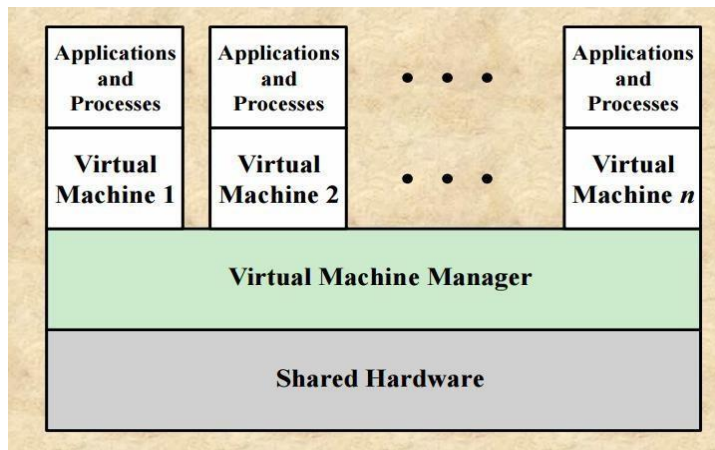 Applications
and
Processes
Applications
and
Processes
Applications
and
Processes
Virtual
Machine 1
Virtual
Machine 2
Virtual
Machine n
Virtual Machine Manager
Shared Hardware